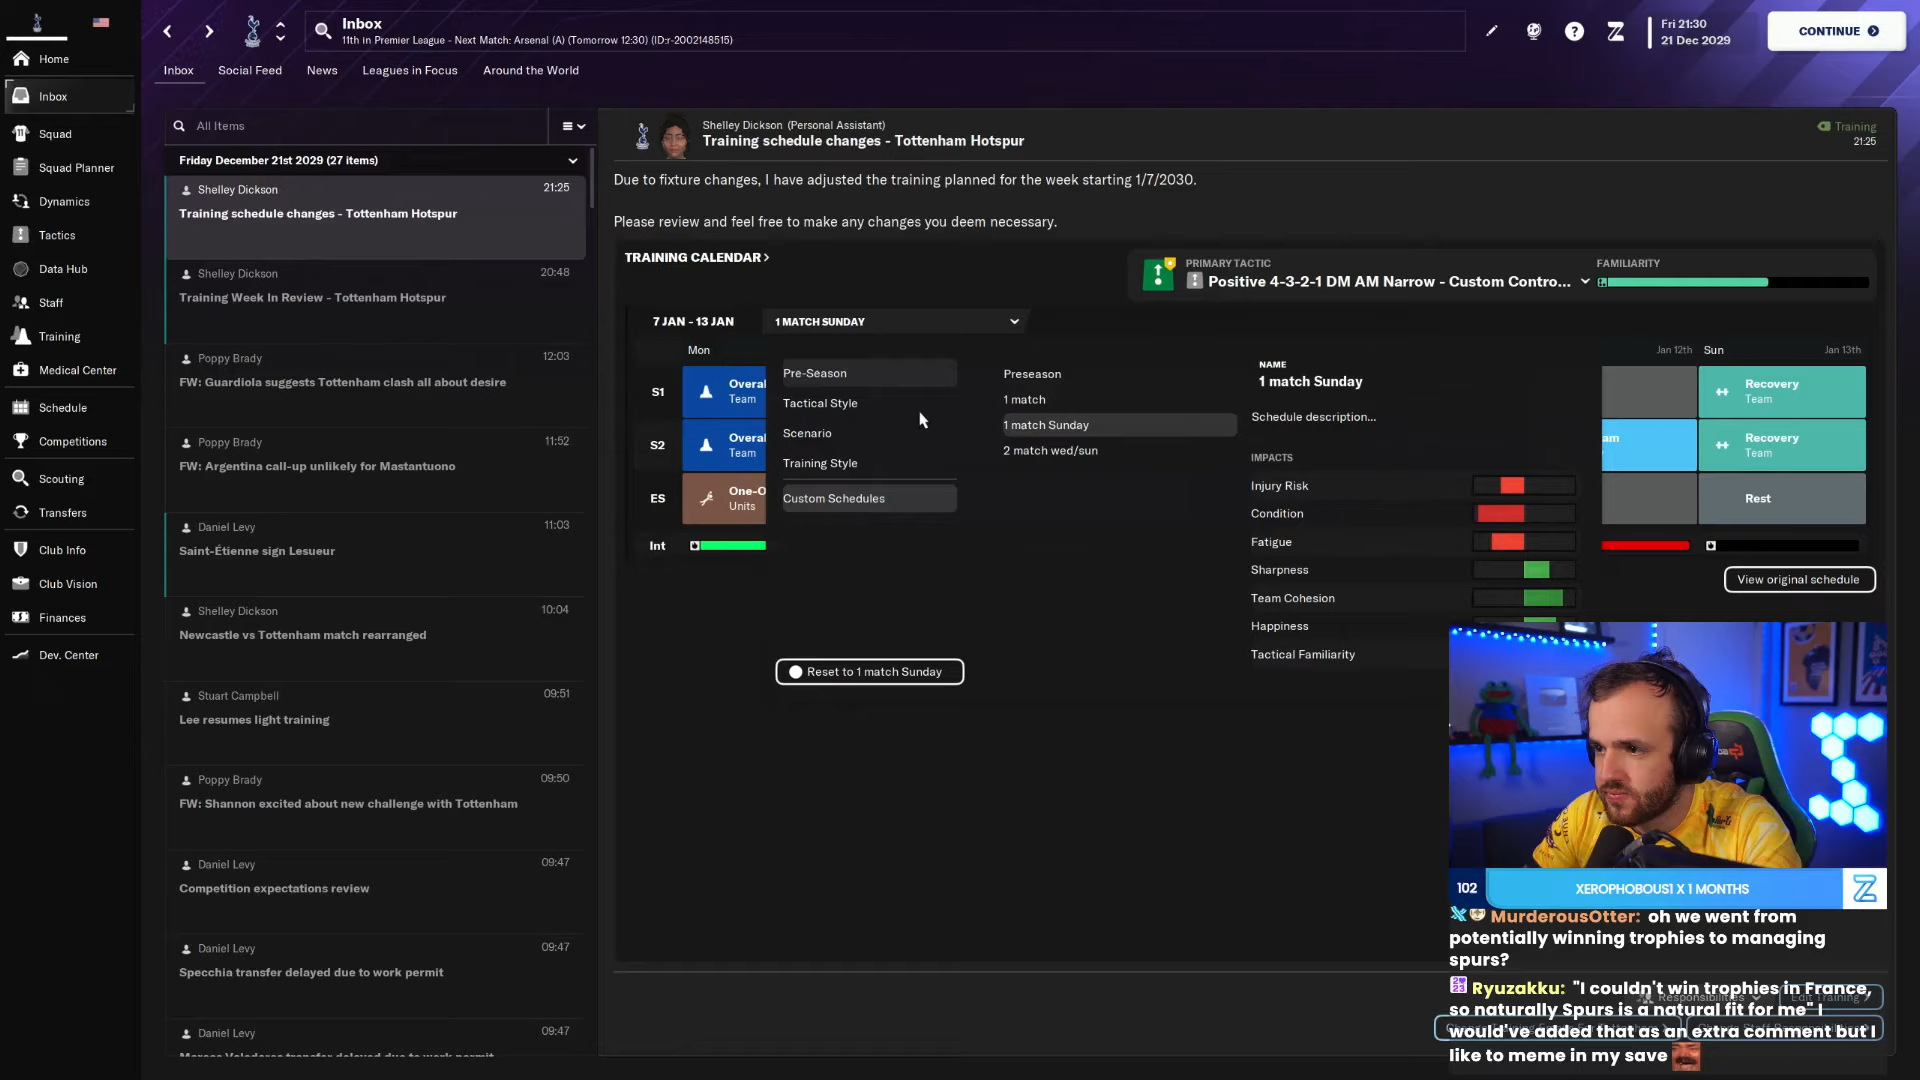 Inbox
11th in Premier League - Next Match: Arsenal (A) (Tomorrow 12:30) (ID:r-2002148515)
Fri 21:30
21 Dec 2029
CONTINUE
Inbox
Social Feed
News
Leagues in Focus
Around the World
Home
Inbox
Squad
Squad Planner
Dynamics
Tactics
Data Hub
Staff
Training
Medical Center
Schedule
Competitions
Scouting
Transfers
Club Info
Club Vision
Finances
Dev. Center
All Items
Friday December 21st 2029 (27 items)
Shelley Dickson 21:25
Training schedule changes - Tottenham Hotspur
Shelley Dickson 20:48
Training Week In Review - Tottenham Hotspur
Poppy Brady 12:03
FW: Guardiola suggests Tottenham clash all about desire
Poppy Brady 11:52
FW: Argentina call-up unlikely for Mastantuono
Daniel Levy 11:03
Saint-Étienne sign Lesueur
Shelley Dickson 10:04
Newcastle vs Tottenham match rearranged
Stuart Campbell 09:51
Lee resumes light training
Poppy Brady 09:50
FW: Shannon excited about new challenge with Tottenham
Daniel Levy 09:47
Competition expectations review
Daniel Levy 09:47
Specchia transfer delayed due to work permit
Daniel Levy 09:47
transfer delayed due to work permit
Shelley Dickson (Personal Assistant)
Training schedule changes - Tottenham Hotspur
Training
21:25
Due to fixture changes, I have adjusted the training planned for the week starting 1/7/2030.
Please review and feel free to make any changes you deem necessary.
TRAINING CALENDAR >
PRIMARY TACTIC
Positive 4-3-2-1 DM AM Narrow - Custom Contro...
FAMILIARITY
7 JAN - 13 JAN
1 MATCH SUNDAY
Mon
Jan 12th
Sun
Jan 13th
S1
Overal
Team
S2
Overal
Team
ES
One-O
Units
Int
Pre-Season
Tactical Style
Scenario
Training Style
Custom Schedules
Preseason
1 match
1 match Sunday
2 match wed/sun
NAME
1 match Sunday
Schedule description...
IMPACTS
Injury Risk
Condition
Fatigue
Sharpness
Team Cohesion
Happiness
Tactical Familiarity
am
Recovery
Team
Recovery
Team
Rest
View original schedule
Reset to 1 match Sunday
102
XEROPHOBOUS1 X 1 MONTHS
MurderousOtter: oh we went from
potentially winning trophies to managing
spurs?
Ryuzakku: "I couldn't win trophies in France,
so naturally Spurs is a natural fit for me" I
would've added that as an extra comment but I
like to meme in my save
Responsibilities
Edit Training >